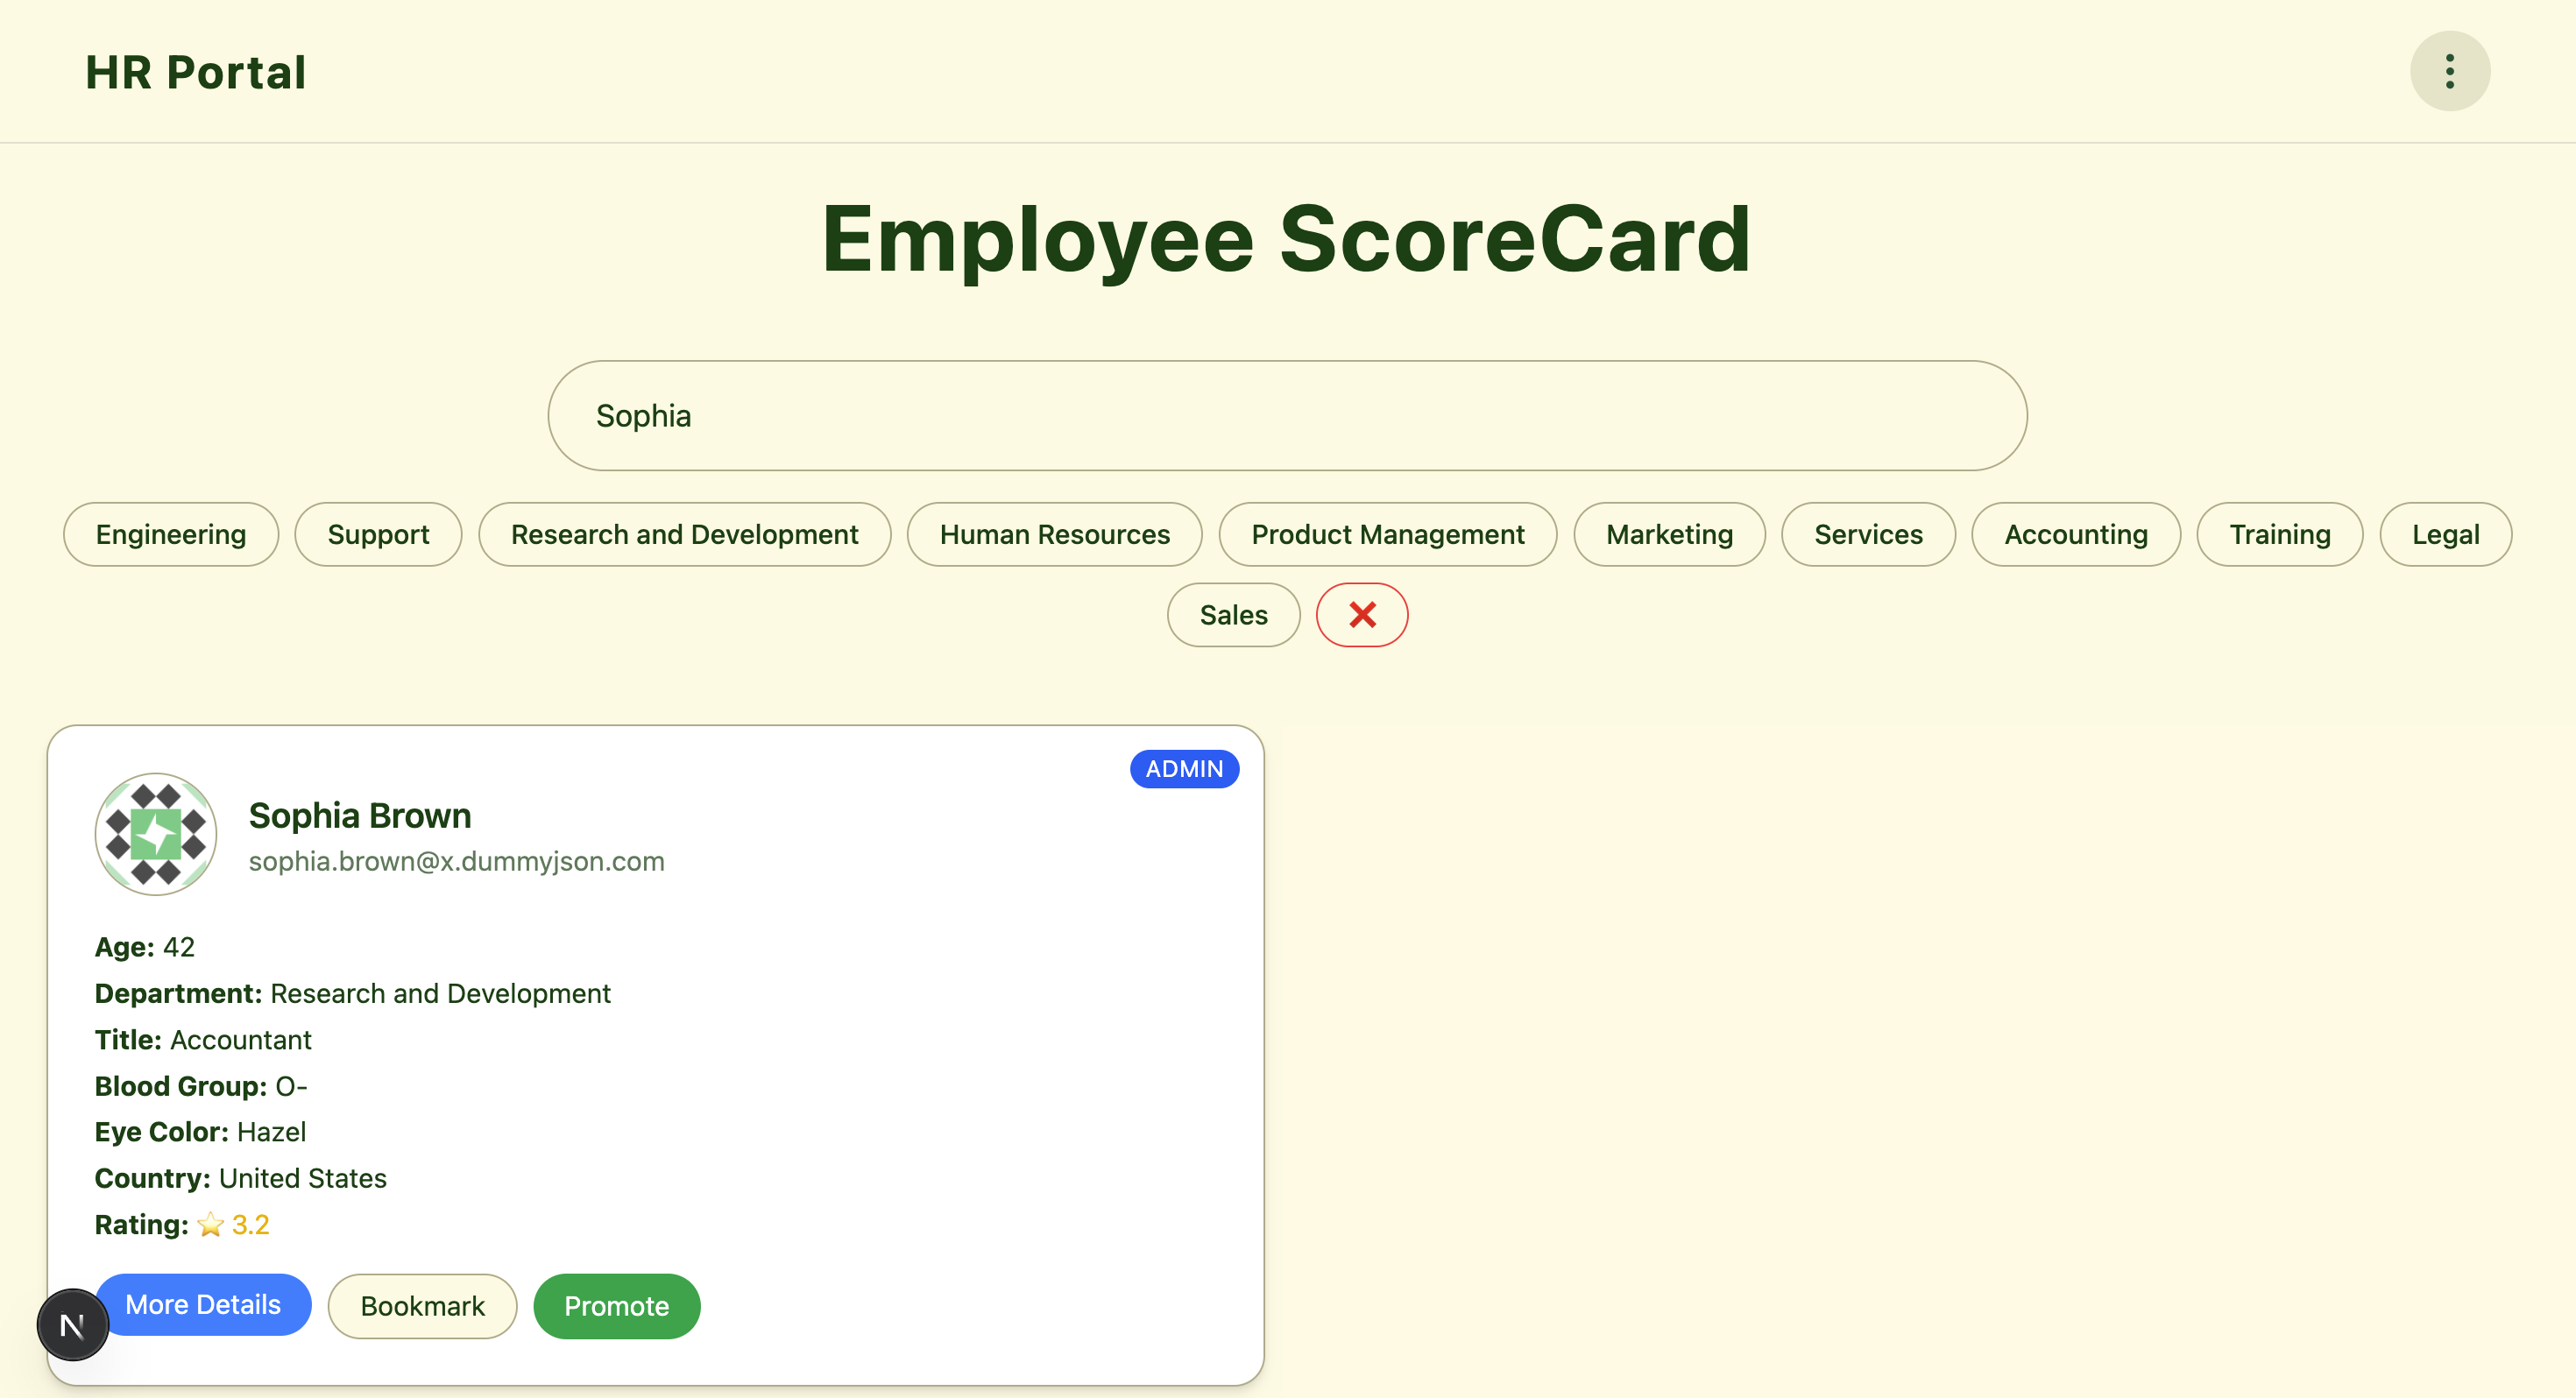 HR Portal
Employee ScoreCard
Sophia
Engineering Support Research and Development Human Resources Product Management Marketing Services Accounting Training Legal
Sales
ADMIN
Sophia Brown
sophia.brown@x.dummyjson.com
Age: 42
Department: Research and Development
Title: Accountant
Blood Group: O-
Eye Color: Hazel
Country: United States
Rating: ⭐ 3.2
More Details Bookmark Promote
N